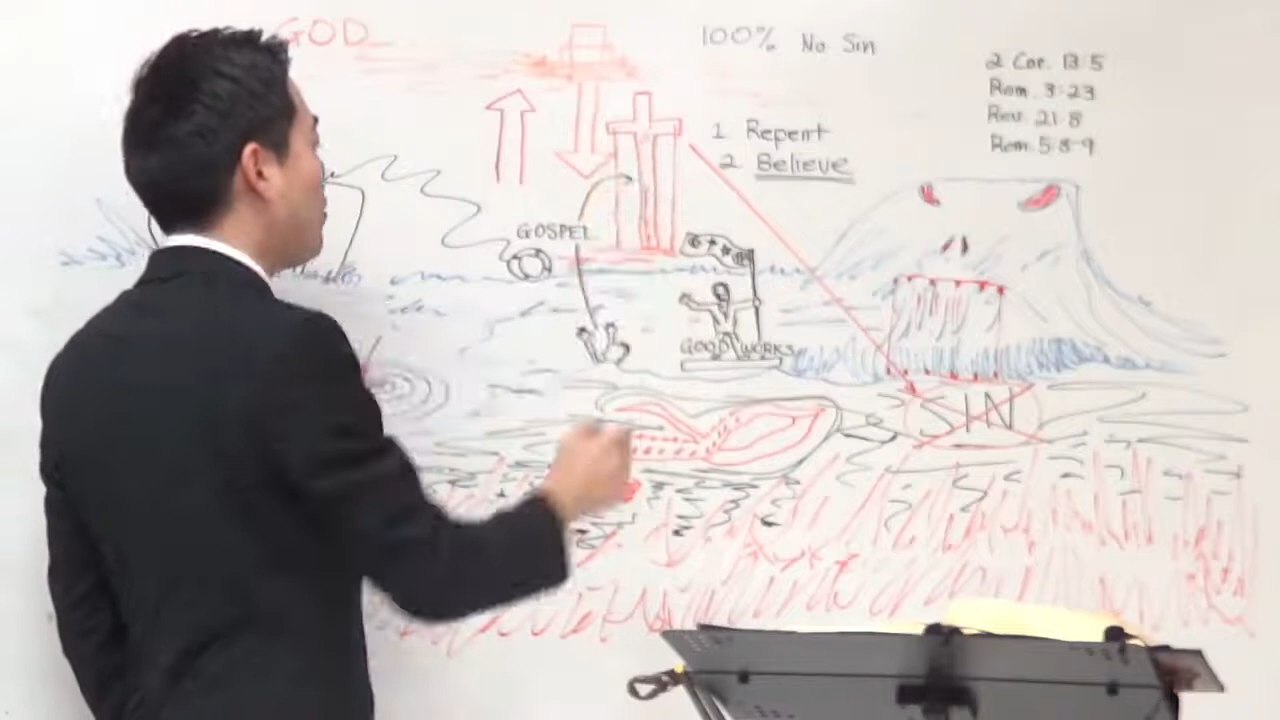 GOD
100% No Sin
2 Cor. 13:5
Rom. 3:23
Rev. 21:8
Rom. 5:8-9
1 Repent
2 Believe
GOSPEL
GOOD WORKS
SIN